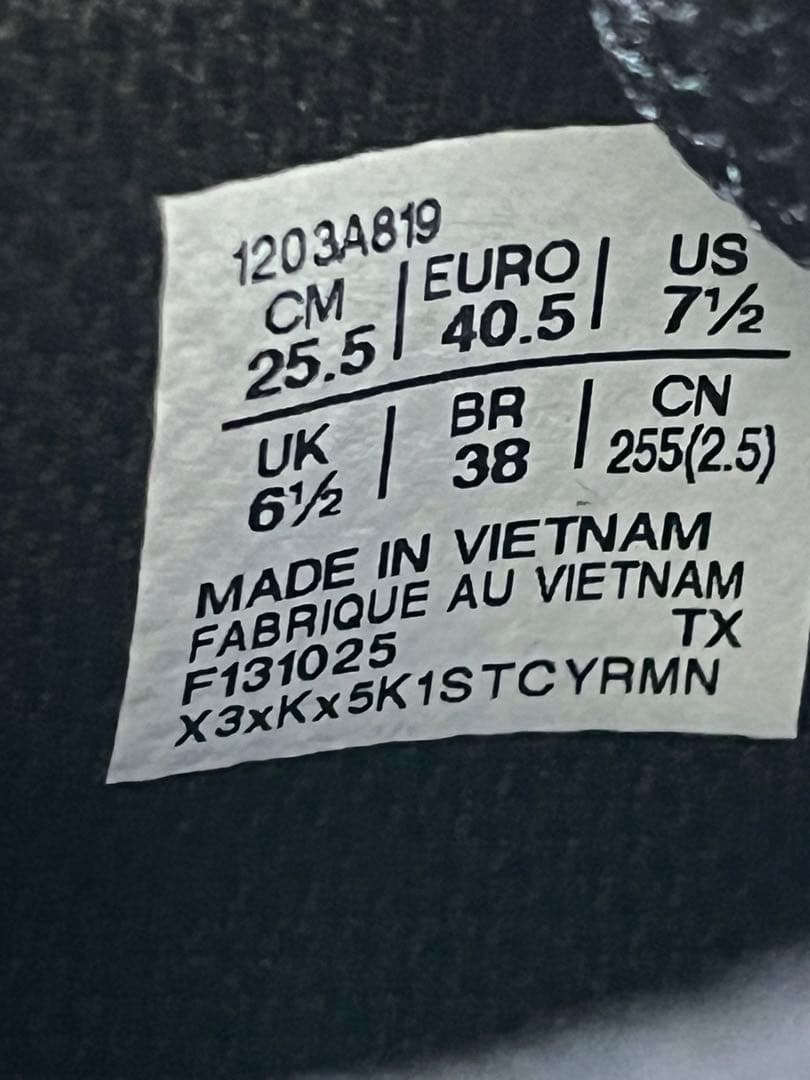 1203A819
CM | EURO | US
25.5 | 40.5 | 7½
UK | BR | CN
6½ | 38 | 255(2.5)
MADE IN VIETNAM
FABRIQUE AU VIETNAM
F131025 TX
X3xKx5K1STCYRMN